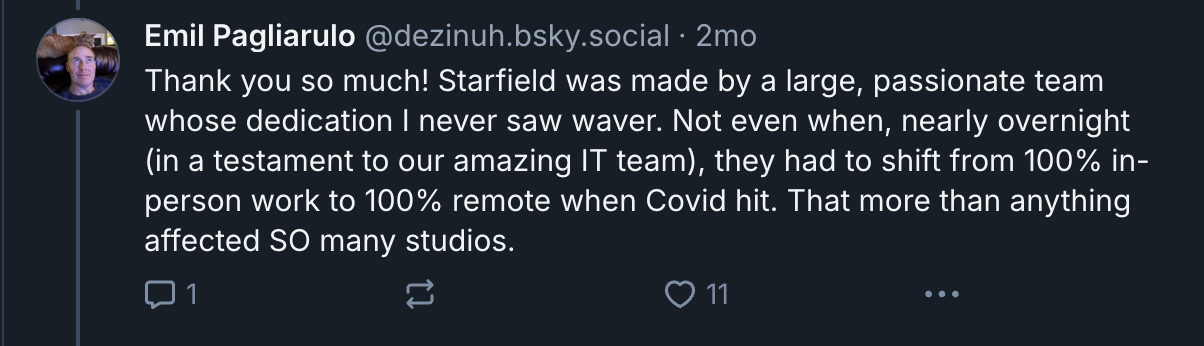 Emil Pagliarulo @dezinuh.bsky.social · 2mo
Thank you so much! Starfield was made by a large, passionate team
whose dedication I never saw waver. Not even when, nearly overnight
(in a testament to our amazing IT team), they had to shift from 100% in-
person work to 100% remote when Covid hit. That more than anything
affected SO many studios.
1 11